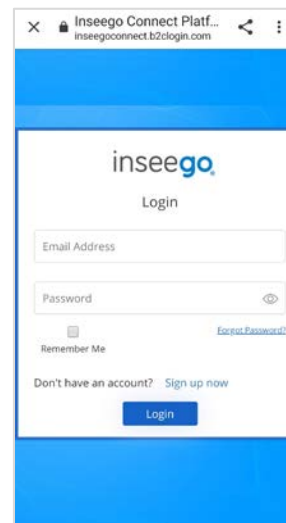 Inseego Connect Platf...
inseegoconnect.b2clogin.com
inseego
Login
Email Address
Password
Forgot Password?
Remember Me
Don't have an account? Sign up now
Login